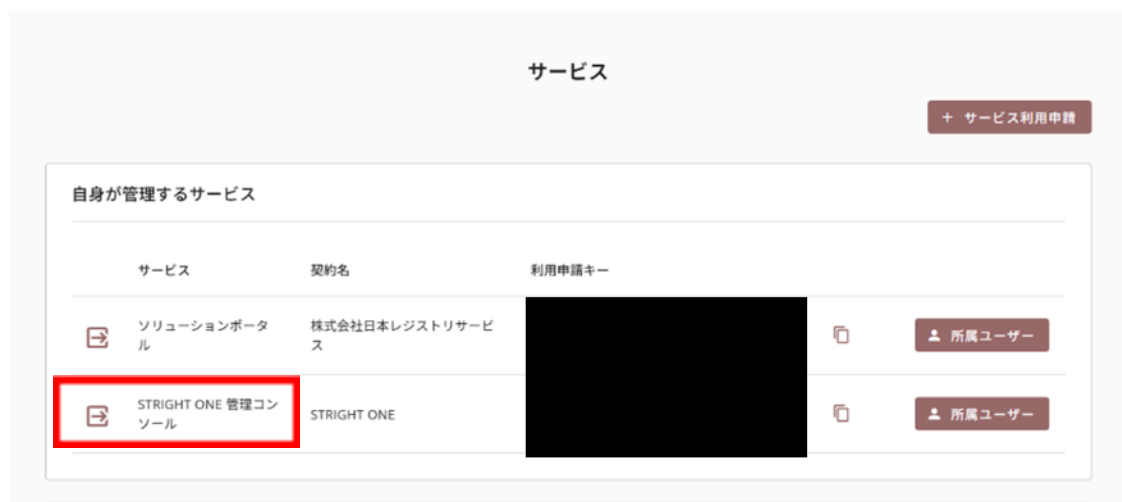 サービス
+ サービス利用申請
自身が管理するサービス
サービス 契約名 利用申請キー
ソリューションポータ
ル
株式会社日本レジストリサービ
ス
所属ユーザー
STRIGHT ONE 管理コン
ソール
STRIGHT ONE
所属ユーザー